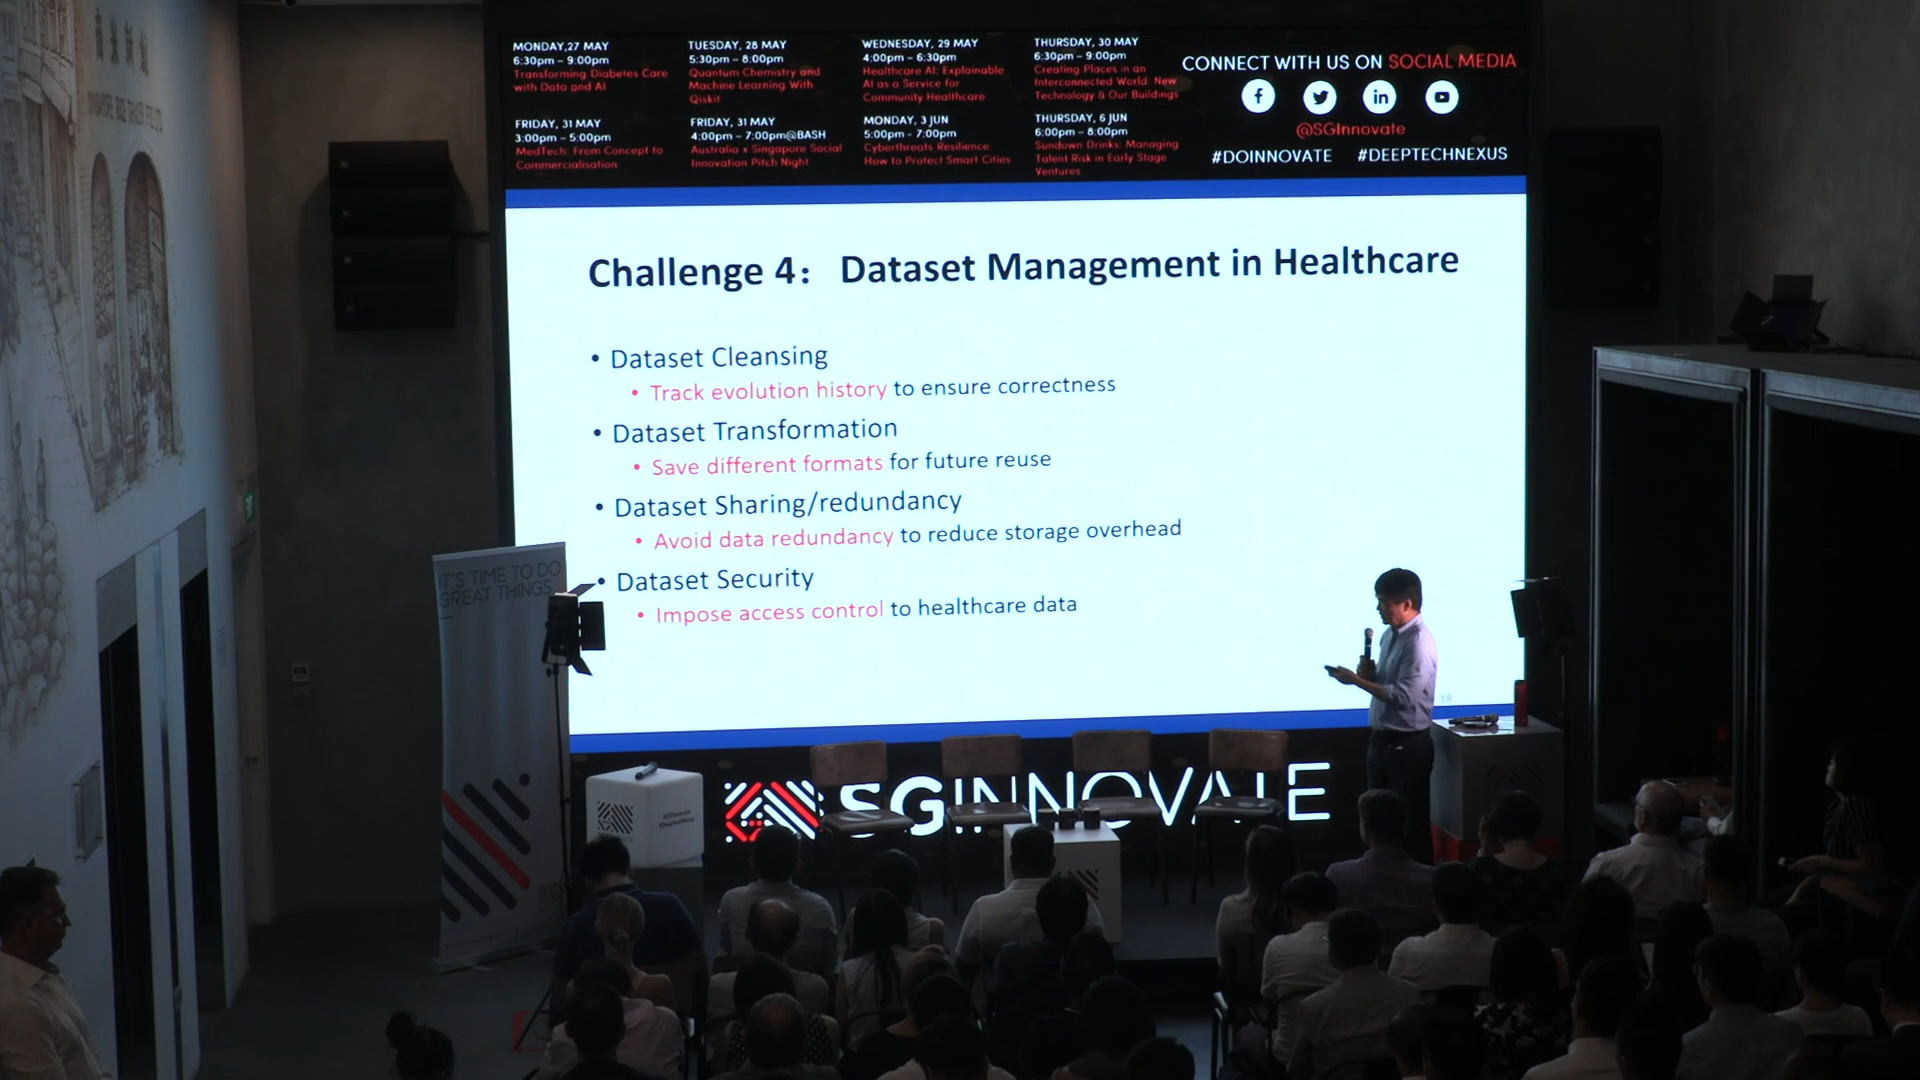 MONDAY,27 MAY
6:30pm – 9:00pm
Transforming Diabetes Care
with Data and AI
TUESDAY, 28 MAY
5:30pm – 8:00pm
Quantum Chemistry and
Machine Learning With
Qiskit
WEDNESDAY, 29 MAY
4:00pm – 6:30pm
Healthcare AI: Explainable
AI as a Service for
Community Healthcare
THURSDAY, 30 MAY
6:30pm – 9:00pm
Creating Places in an
Interconnected World: New
Technology & Our Buildings
FRIDAY, 31 MAY
3:00pm – 5:00pm
MedTech: From Concept to
Commercialisation
FRIDAY, 31 MAY
4:00pm – 7:00pm@BASH
Australia x Singapore Social
Innovation Pitch Night
MONDAY, 3 JUN
5:00pm - 7:00pm
Cyberthreats Resilience:
How to Protect Smart Cities
THURSDAY, 6 JUN
6:00pm – 8:00pm
Sundown Drinks: Managing
Talent Risk in Early Stage
Ventures
CONNECT WITH US ON SOCIAL MEDIA
@SGInnovate
#DOINNOVATE #DEEPTECHNEXUS
Challenge 4: Dataset Management in Healthcare
• Dataset Cleansing
• Track evolution history to ensure correctness
• Dataset Transformation
• Save different formats for future reuse
• Dataset Sharing/redundancy
• Avoid data redundancy to reduce storage overhead
• Dataset Security
• Impose access control to healthcare data
18
IT'S TIME TO DO
GREAT THINGS
SGINNOVATE